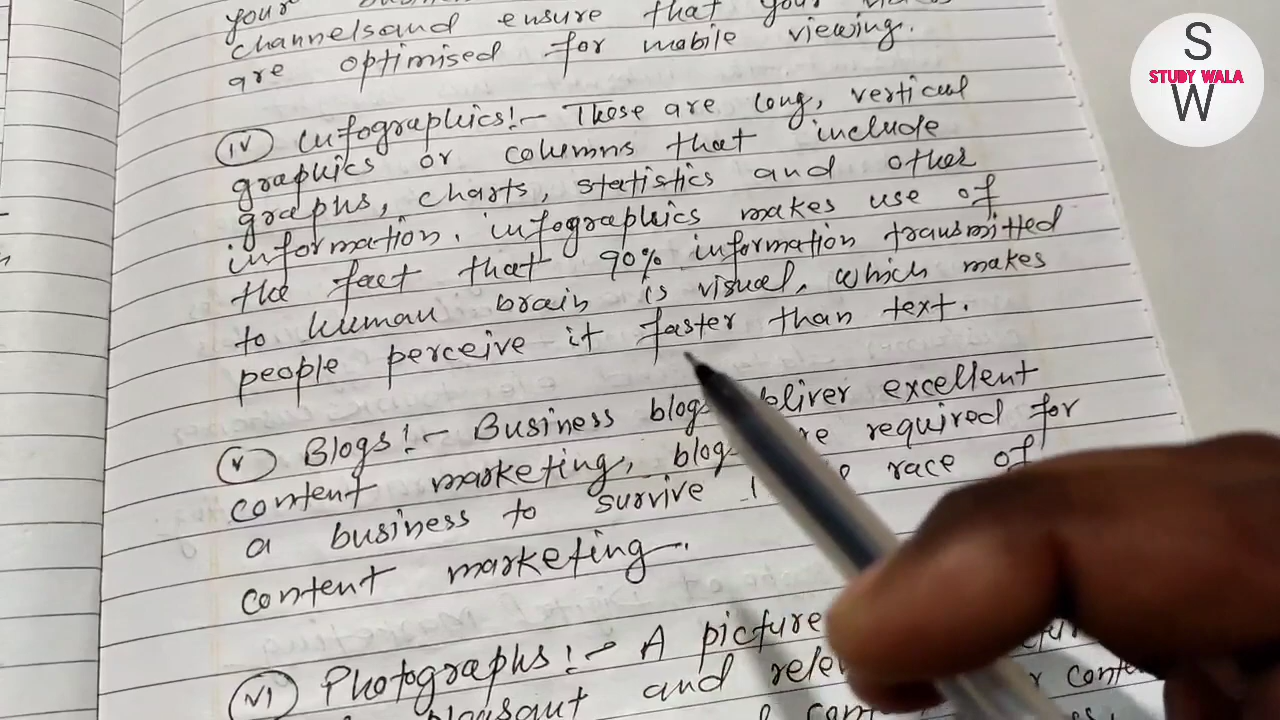 your
channelsand ensure that your
are optimised for mobile viewing.
(iv) Infographics!- These are long, vertical
graphics or columns that include
graphs, charts, statistics and other
information. infographics makes use of
the fact that 90% information transmitted
to human brain is visual, which makes
people perceive it faster than text.
(v) Blogs!- Business blogs deliver excellent
content marketing, blog required for
a business to survive race of
content marketing.
(vi) Photographs!- A picture
and
S
STUDY WALA
W